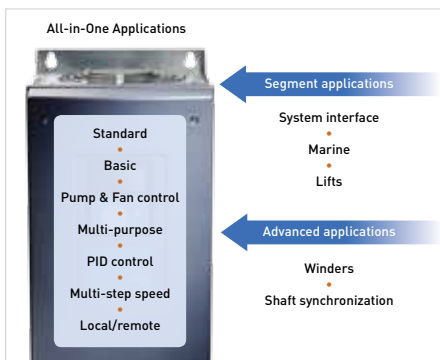 All-in-One Applications
Standard
Basic
Pump & Fan control
Multi-purpose
PID control
Multi-step speed
Local/remote
Segment applications
System interface
Marine
Lifts
Advanced applications
Winders
Shaft synchronization